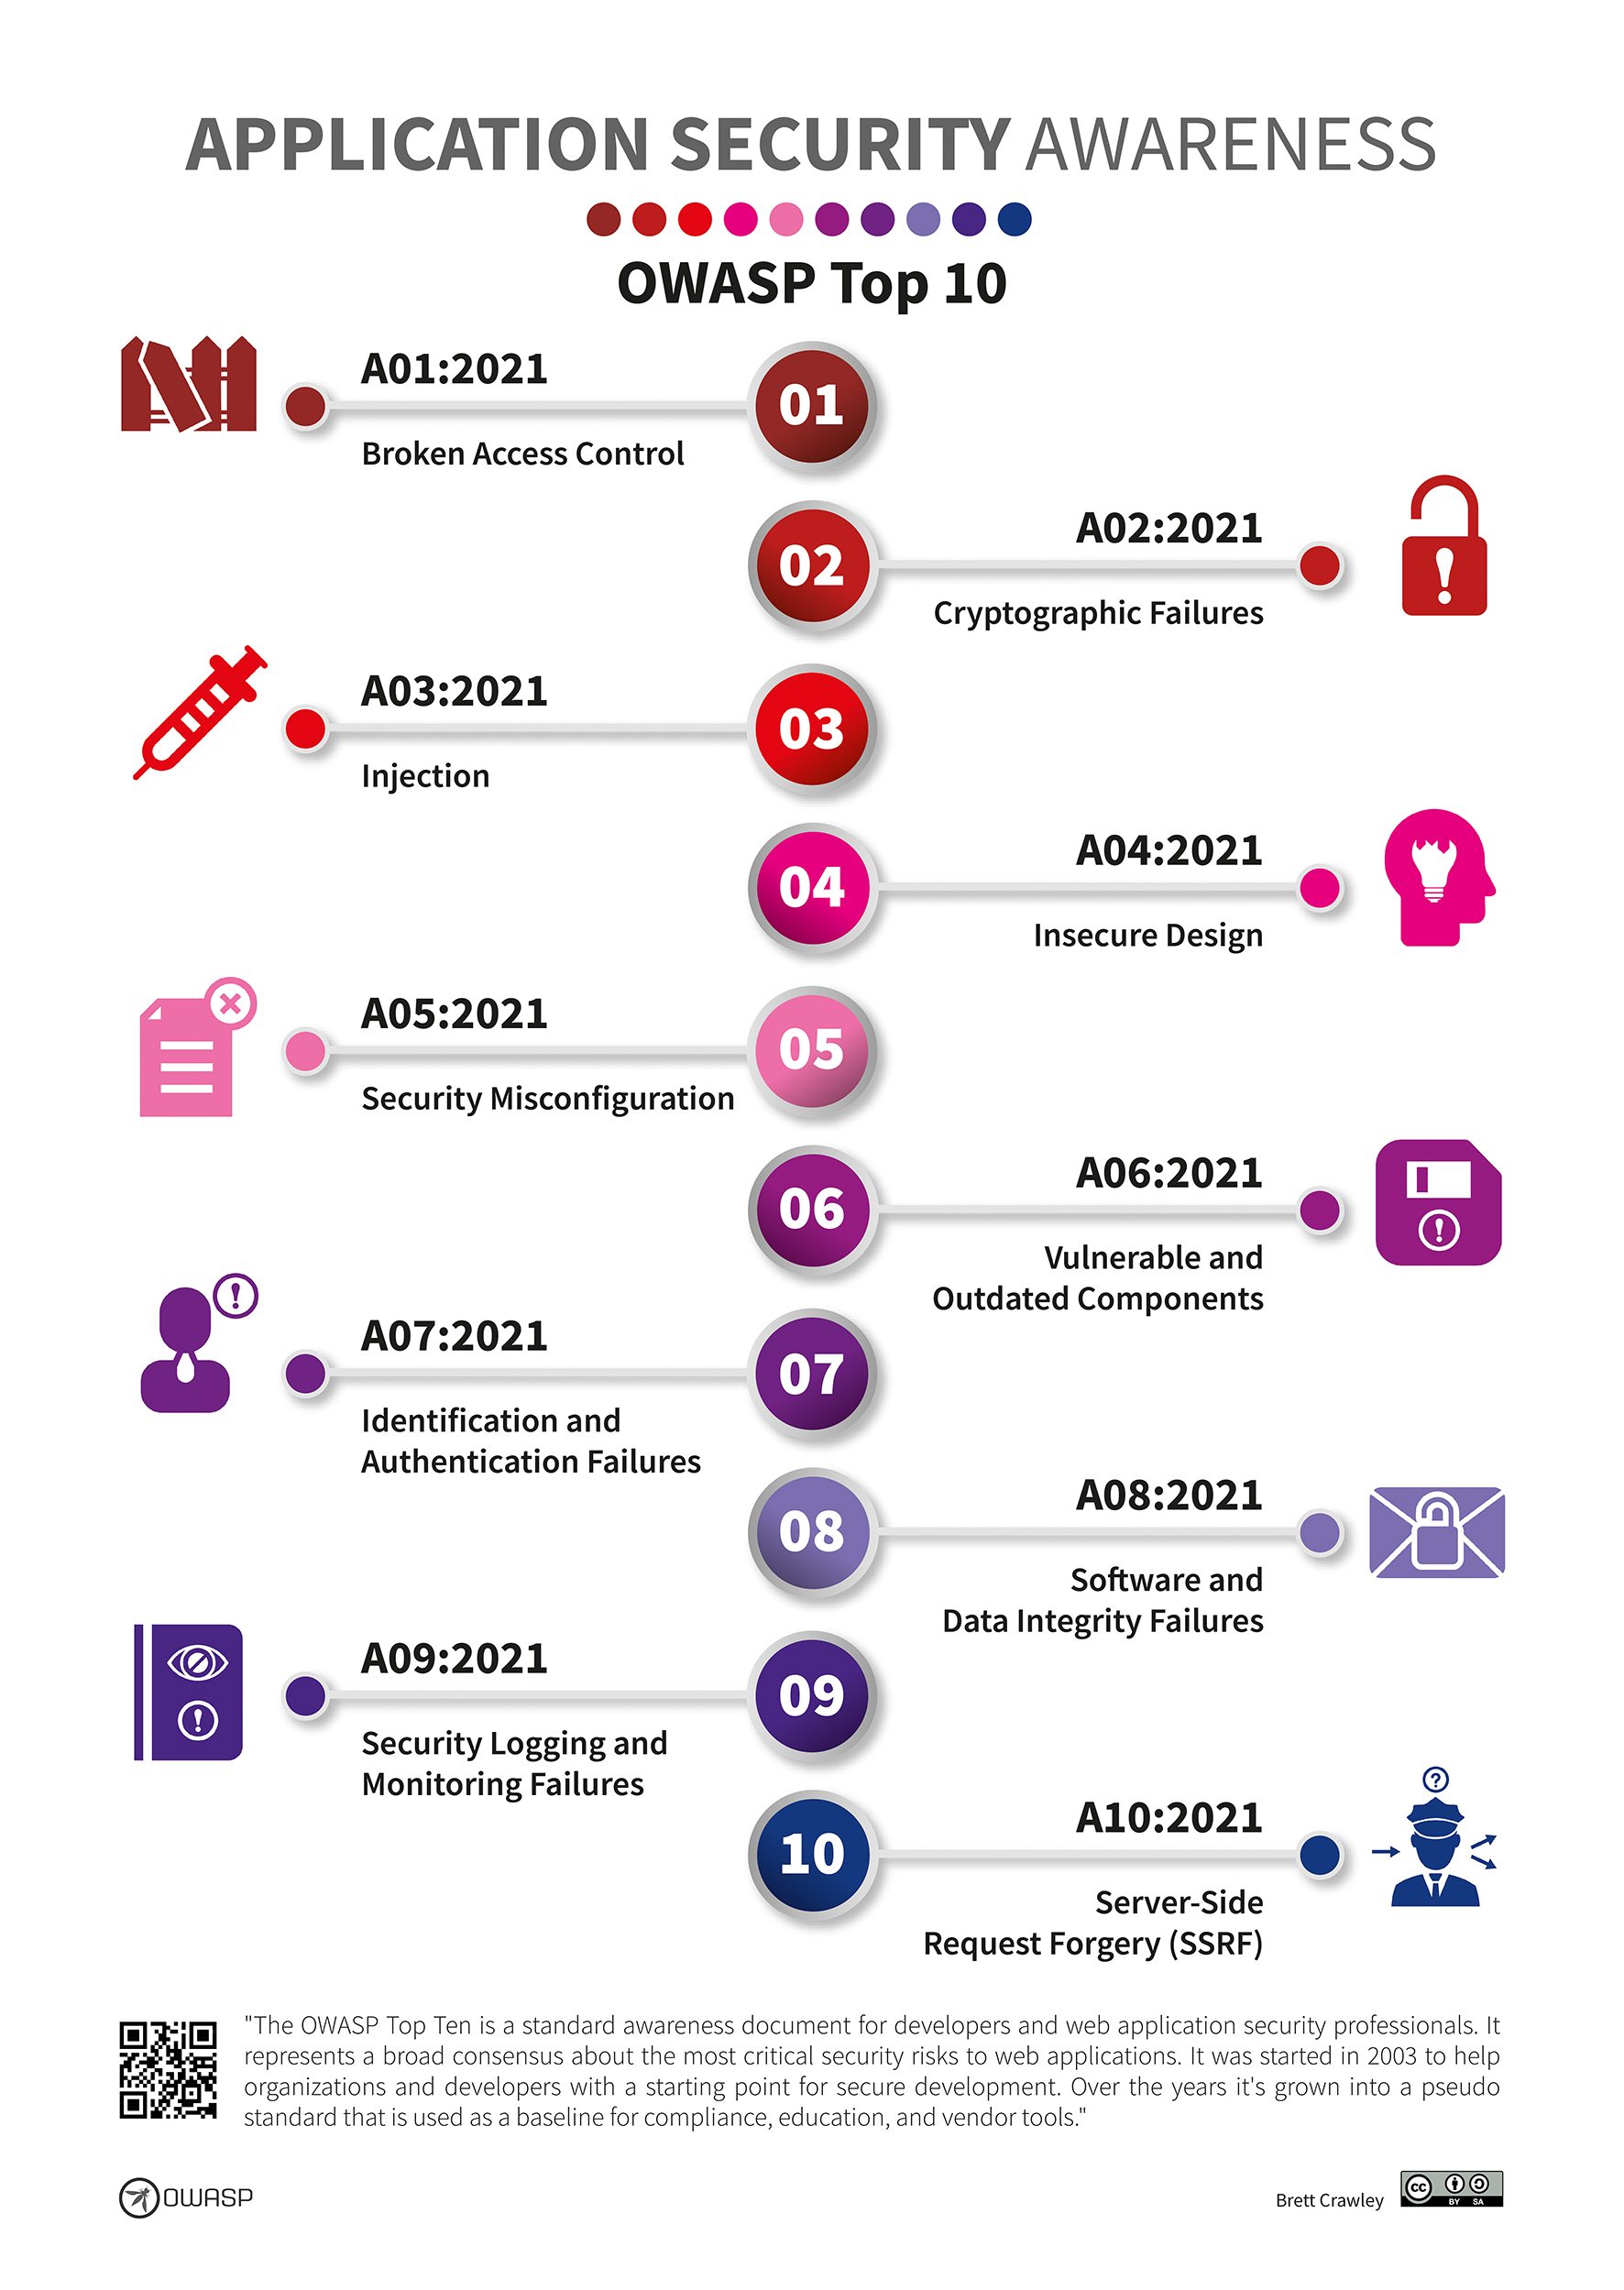 APPLICATION SECURITY AWARENESS
OWASP Top 10
A01:2021
01
Broken Access Control
A02:2021
02
Cryptographic Failures
A03:2021
03
Injection
A04:2021
04
Insecure Design
A05:2021
05
Security Misconfiguration
A06:2021
06
Vulnerable and
Outdated Components
A07:2021
07
Identification and
Authentication Failures
A08:2021
08
Software and
Data Integrity Failures
A09:2021
09
Security Logging and
Monitoring Failures
A10:2021
10
Server-Side
Request Forgery (SSRF)
"The OWASP Top Ten is a standard awareness document for developers and web application security professionals. It
represents a broad consensus about the most critical security risks to web applications. It was started in 2003 to help
organizations and developers with a starting point for secure development. Over the years it's grown into a pseudo
standard that is used as a baseline for compliance, education, and vendor tools."
OWASP
Brett Crawley
cc
BY SA